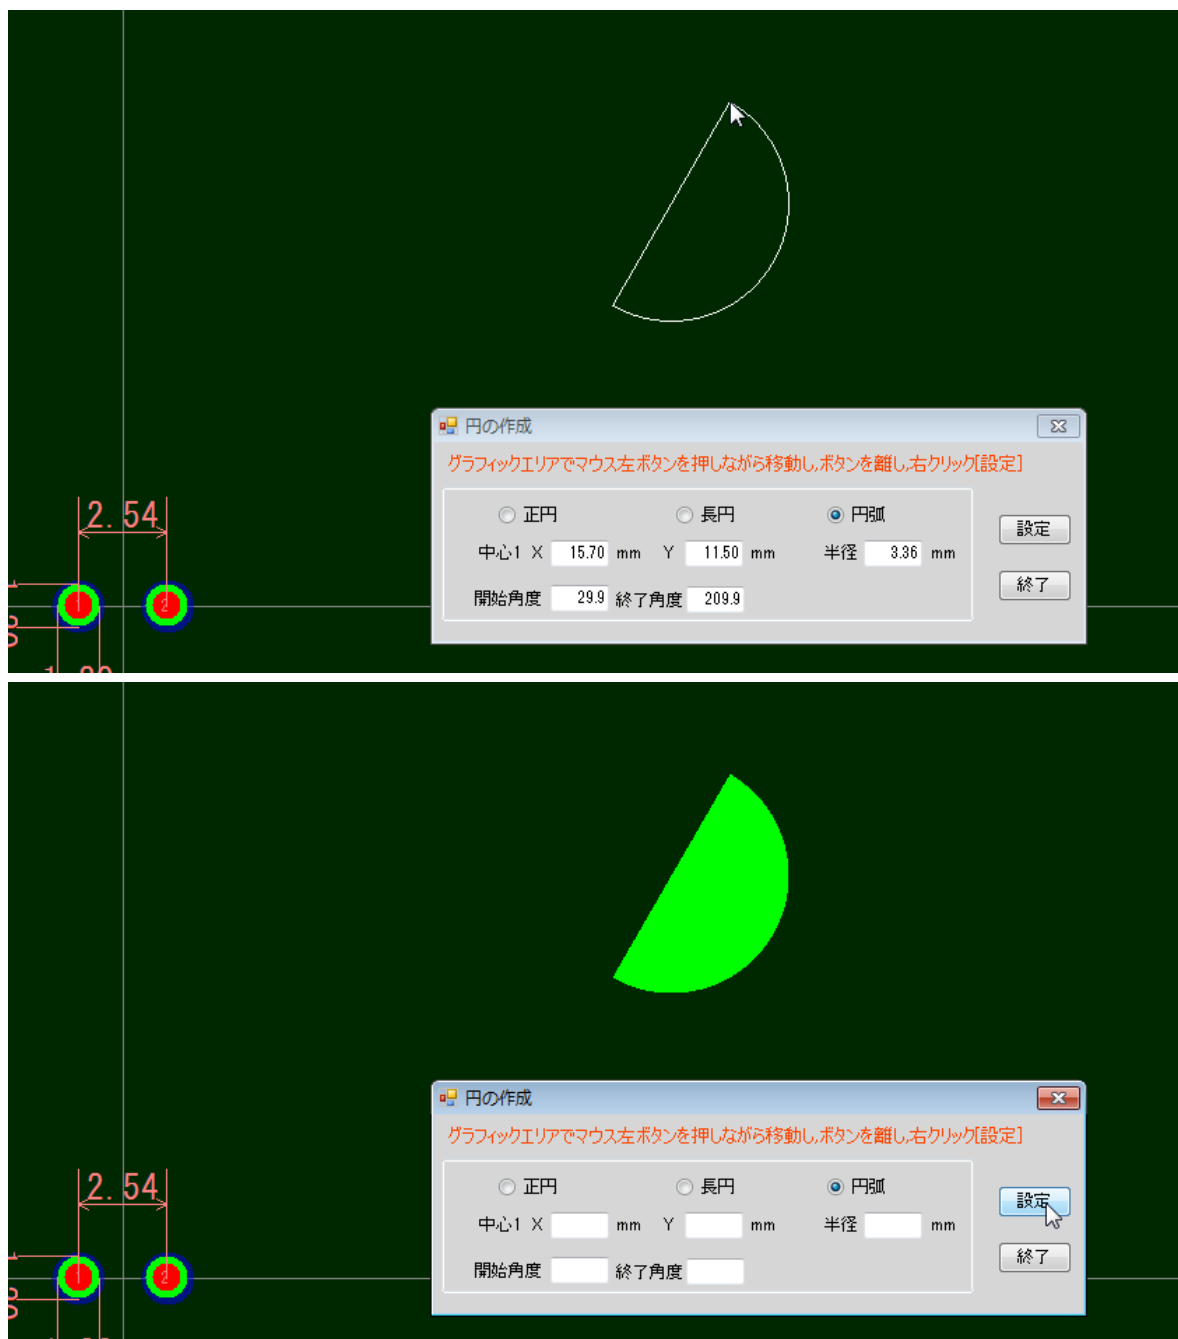 円の作成
グラフィックエリアでマウス左ボタンを押しながら移動し,ボタンを離し,右クリック[設定]
正円 長円 円弧
設定
中心1 X 15.70 mm Y 11.50 mm 半径 3.36 mm
開始角度 29.9 終了角度 209.9
終了
2.54
1 2
円の作成
グラフィックエリアでマウス左ボタンを押しながら移動し,ボタンを離し,右クリック[設定]
正円 長円 円弧
設定
中心1 X mm Y mm 半径 mm
開始角度 終了角度
終了
2.54
1 2